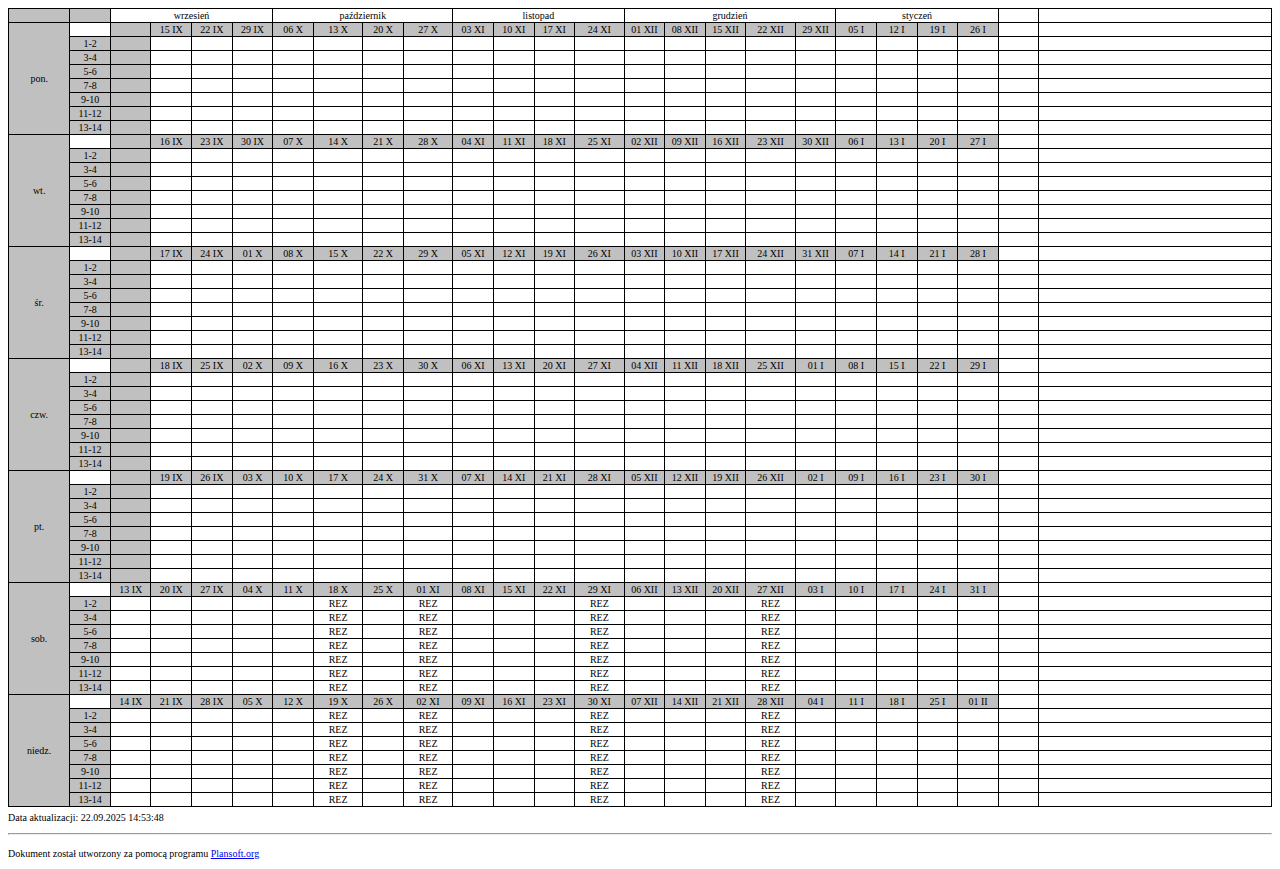 wrzesień październik listopad grudzień styczeń
pon. 15 IX 22 IX 29 IX 06 X 13 X 20 X 27 X 03 XI 10 XI 17 XI 24 XI 01 XII 08 XII 15 XII 22 XII 29 XII 05 I 12 I 19 I 26 I
1-2
3-4
5-6
7-8
9-10
11-12
13-14
wt. 16 IX 23 IX 30 IX 07 X 14 X 21 X 28 X 04 XI 11 XI 18 XI 25 XI 02 XII 09 XII 16 XII 23 XII 30 XII 06 I 13 I 20 I 27 I
1-2
3-4
5-6
7-8
9-10
11-12
13-14
śr. 17 IX 24 IX 01 X 08 X 15 X 22 X 29 X 05 XI 12 XI 19 XI 26 XI 03 XII 10 XII 17 XII 24 XII 31 XII 07 I 14 I 21 I 28 I
1-2
3-4
5-6
7-8
9-10
11-12
13-14
czw. 18 IX 25 IX 02 X 09 X 16 X 23 X 30 X 06 XI 13 XI 20 XI 27 XI 04 XII 11 XII 18 XII 25 XII 01 I 08 I 15 I 22 I 29 I
1-2
3-4
5-6
7-8
9-10
11-12
13-14
pt. 19 IX 26 IX 03 X 10 X 17 X 24 X 31 X 07 XI 14 XI 21 XI 28 XI 05 XII 12 XII 19 XII 26 XII 02 I 09 I 16 I 23 I 30 I
1-2
3-4
5-6
7-8
9-10
11-12
13-14
sob. 13 IX 20 IX 27 IX 04 X 11 X 18 X 25 X 01 XI 08 XI 15 XI 22 XI 29 XI 06 XII 13 XII 20 XII 27 XII 03 I 10 I 17 I 24 I 31 I
1-2 REZ REZ REZ REZ
3-4 REZ REZ REZ REZ
5-6 REZ REZ REZ REZ
7-8 REZ REZ REZ REZ
9-10 REZ REZ REZ REZ
11-12 REZ REZ REZ REZ
13-14 REZ REZ REZ REZ
niedz. 14 IX 21 IX 28 IX 05 X 12 X 19 X 26 X 02 XI 09 XI 16 XI 23 XI 30 XI 07 XII 14 XII 21 XII 28 XII 04 I 11 I 18 I 25 I 01 II
1-2 REZ REZ REZ REZ
3-4 REZ REZ REZ REZ
5-6 REZ REZ REZ REZ
7-8 REZ REZ REZ REZ
9-10 REZ REZ REZ REZ
11-12 REZ REZ REZ REZ
13-14 REZ REZ REZ REZ
Data aktualizacji: 22.09.2025 14:53:48
Dokument został utworzony za pomocą programu Plansoft.org